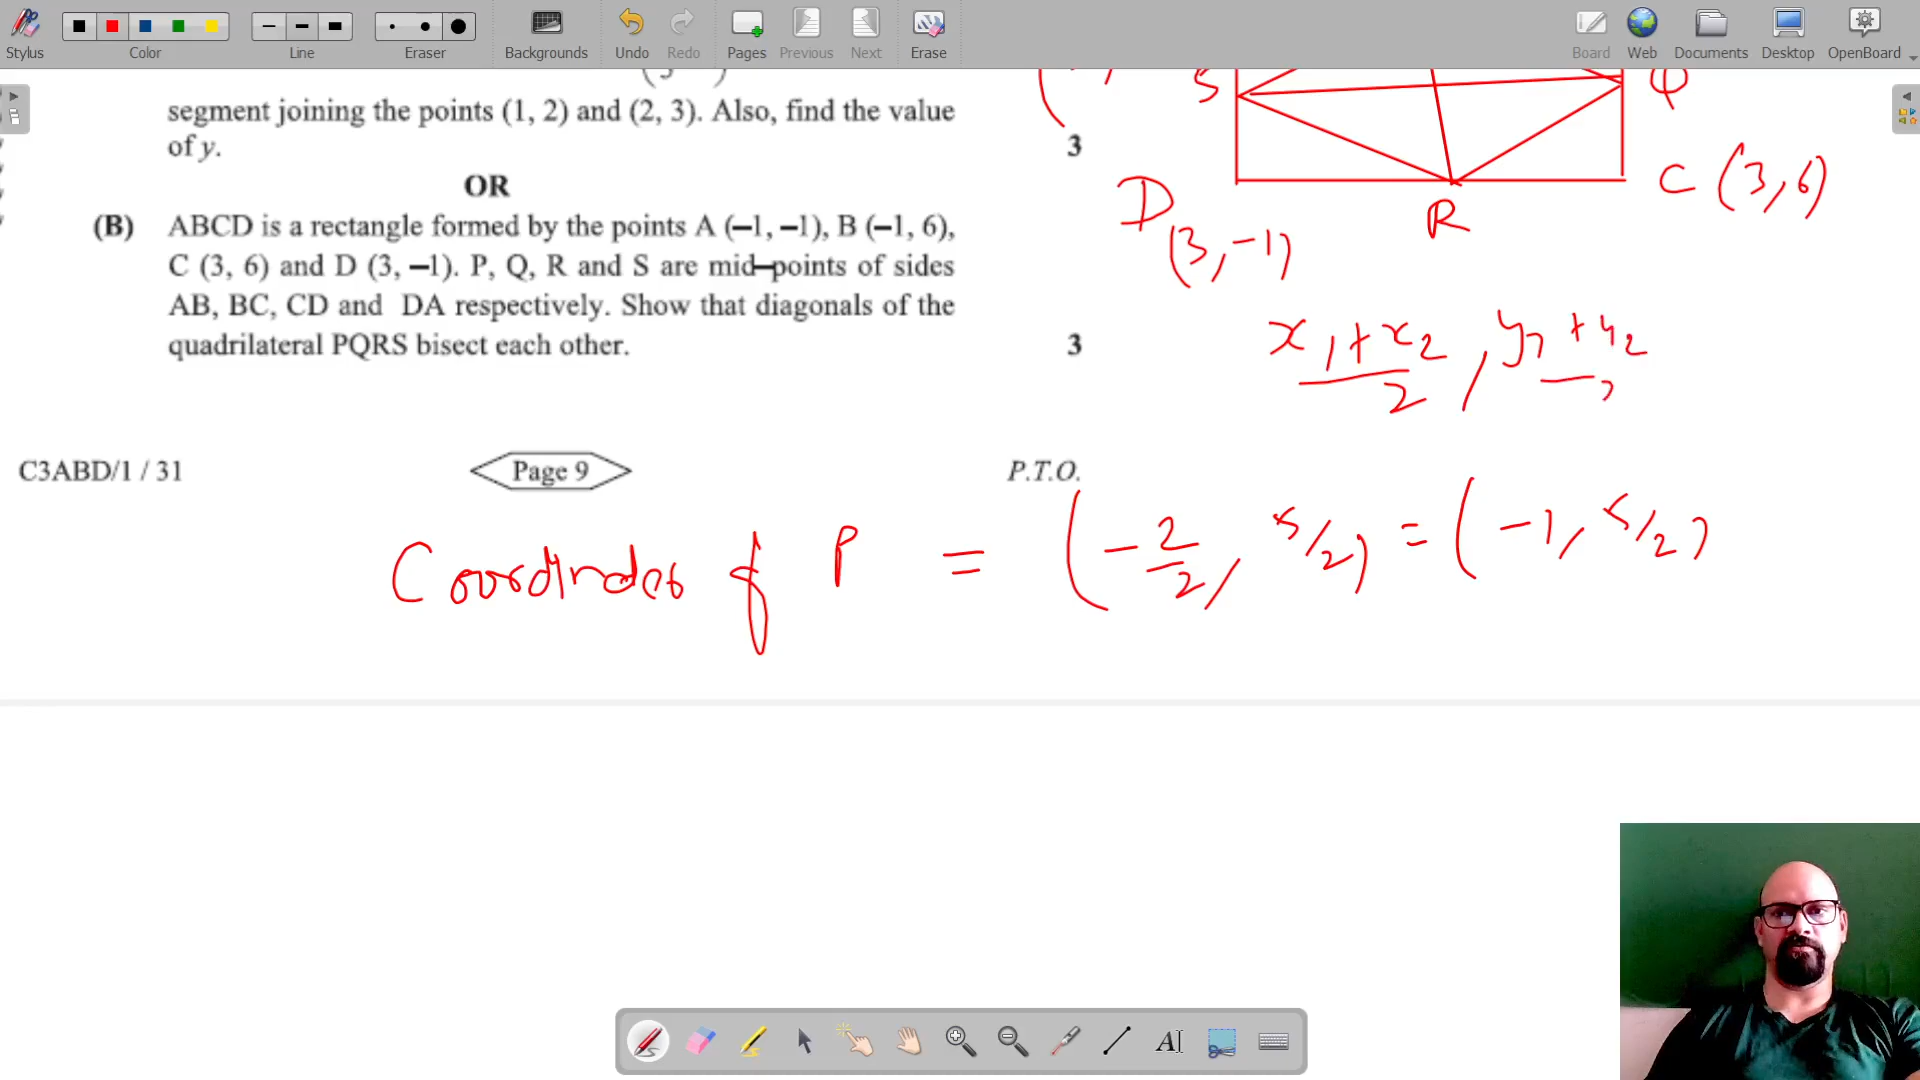 Stylus Color Line Eraser Backgrounds Undo Redo Pages Previous Next Erase Board Web Documents Desktop OpenBoard
segment joining the points (1, 2) and (2, 3). Also, find the value
of y. 3
OR
(B) ABCD is a rectangle formed by the points A (–1, –1), B (–1, 6),
C (3, 6) and D (3, –1). P, Q, R and S are mid–points of sides
AB, BC, CD and DA respectively. Show that diagonals of the
quadrilateral PQRS bisect each other. 3
S Q
D R C (3, 6)
(3, -1)
x1+x2/2 , y1+y2/2
C3ABD/1 / 31 Page 9 P.T.O.
Coordinates of P = (-2/2, 5/2) = (-1, 5/2)